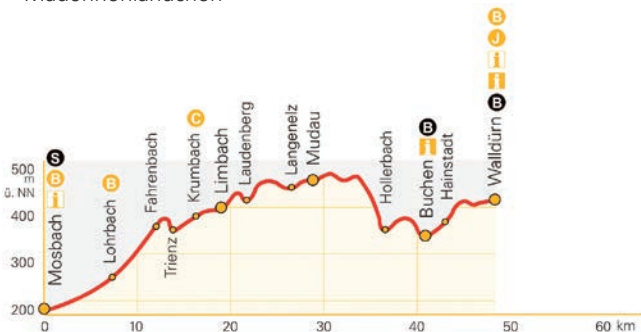 Madonnenländchen
B
J
i
i
B
S
B
i
B
C
B
i
500
m
ü. NN
400
300
200
Mosbach
Lohrbach
Fahrenbach
Trienz
Krumbach
Limbach
Laudenberg
Langenelz
Mudau
Hollerbach
Buchen
Hainstadt
Walldürn
0
10
20
30
40
50
60 km